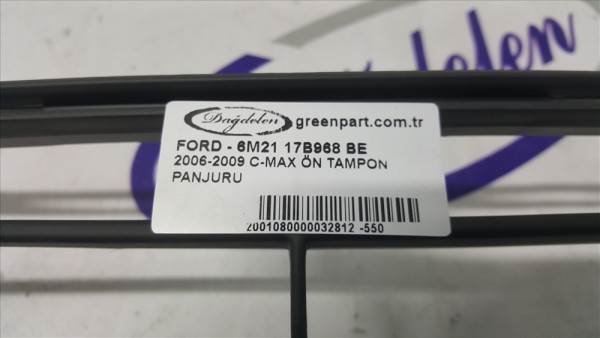 Dağdelen
greenpart.com.tr
FORD - 6M21 17B968 BE
2006-2009 C-MAX ÖN TAMPON
PANJURU
2001080000032812 -550